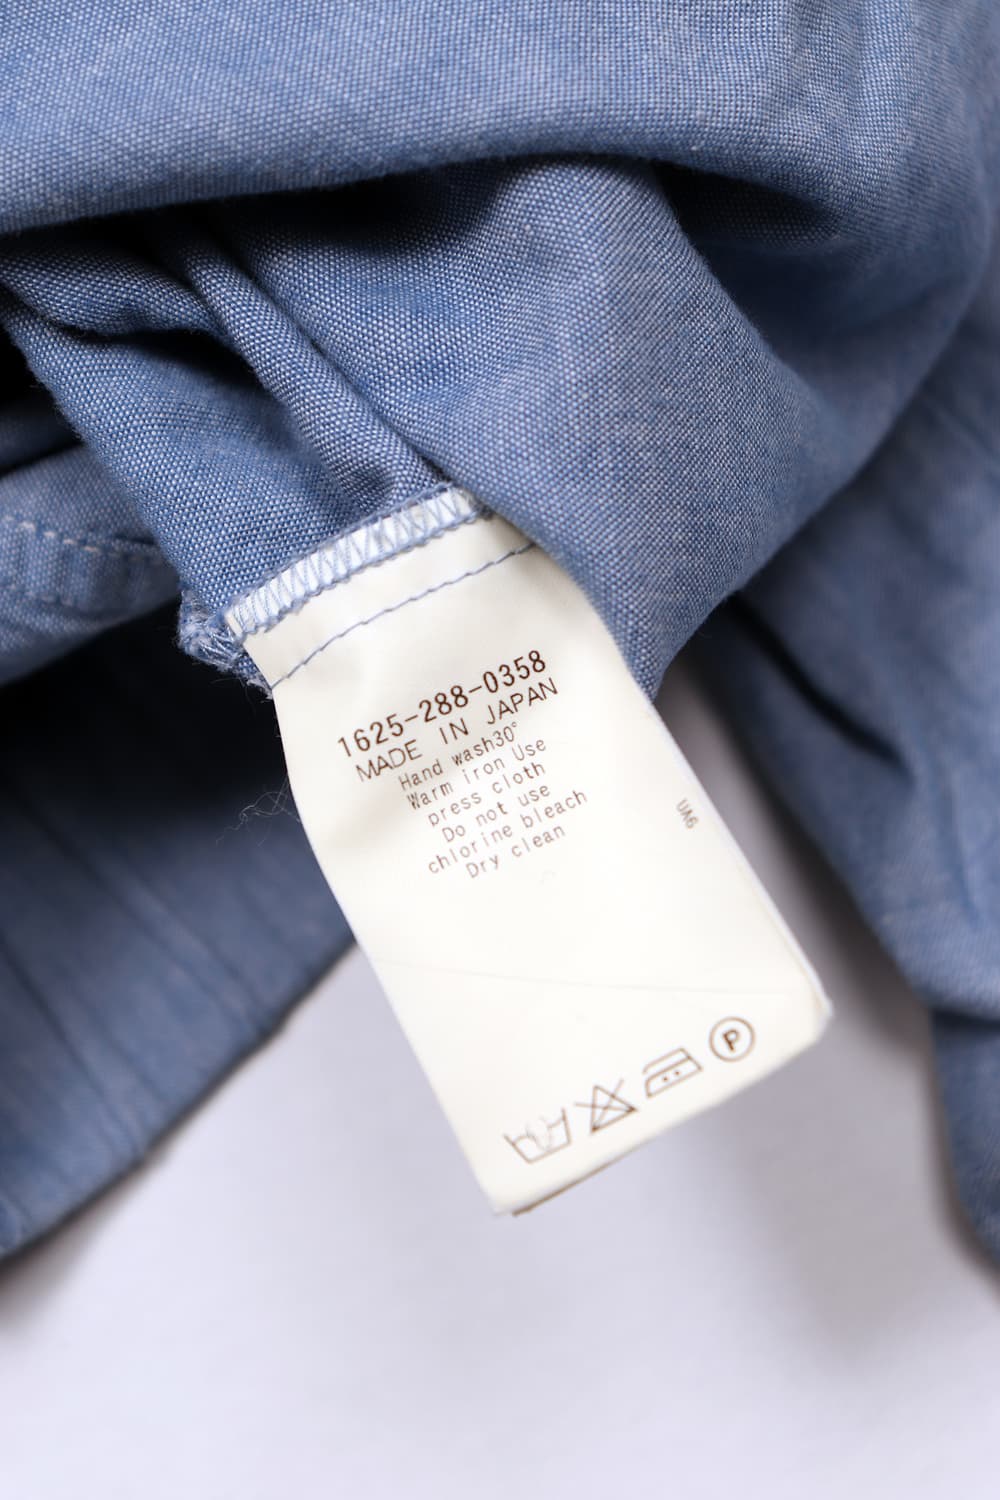 1625-288-0358
MADE IN JAPAN
Hand wash30°
Warm iron Use
press cloth
Do not use
chlorine bleach
Dry clean
UA6
P